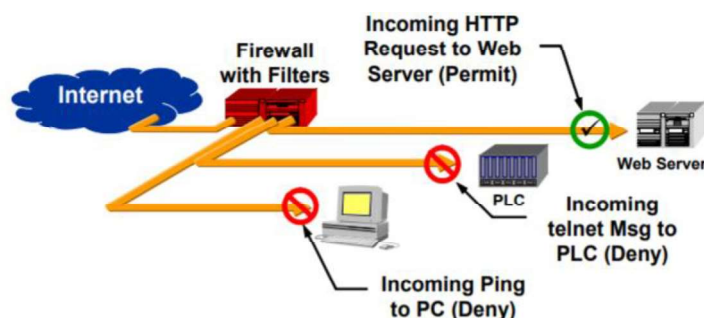 Internet
Firewall
with Filters
Incoming HTTP
Request to Web
Server (Permit)
Web Server
PLC
Incoming
telnet Msg to
PLC (Deny)
Incoming Ping
to PC (Deny)